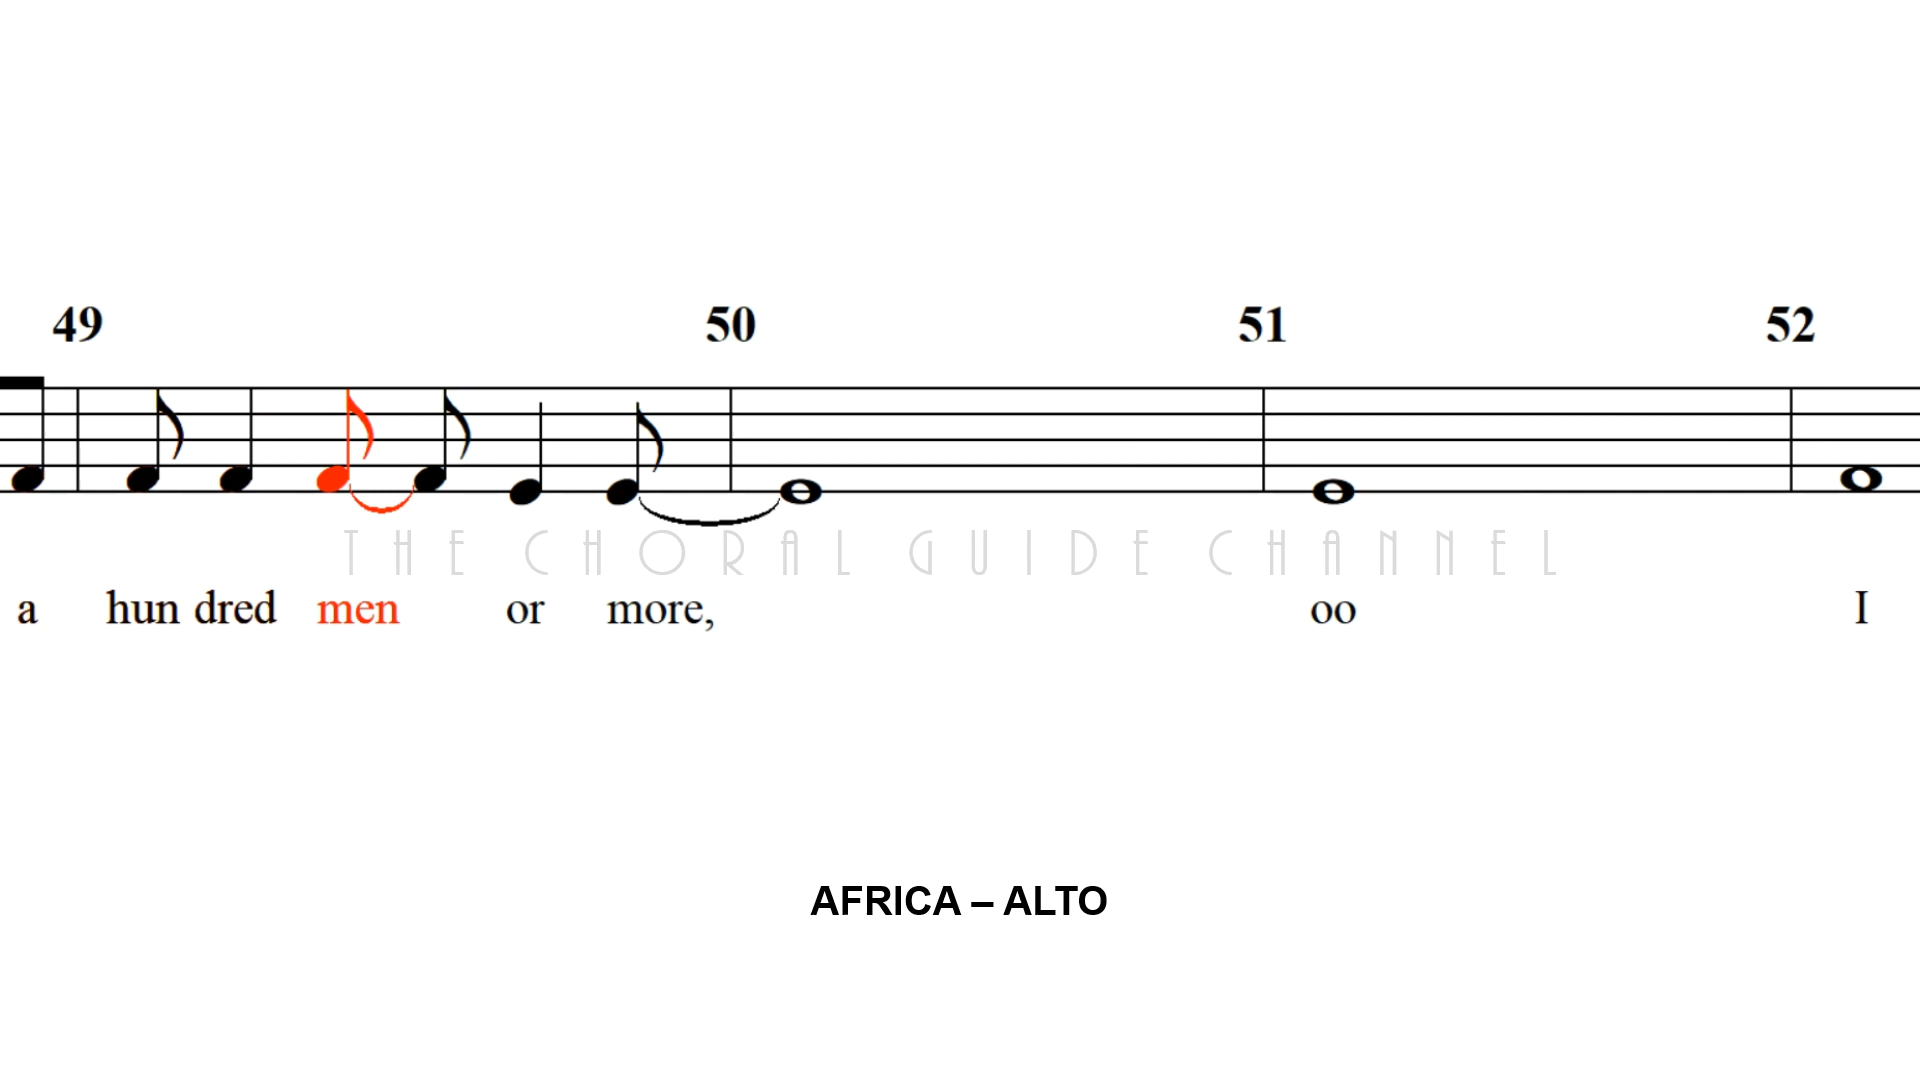 49 50 51 52
THE CHORAL GUIDE CHANNEL
a hun dred men or more, oo I
AFRICA – ALTO